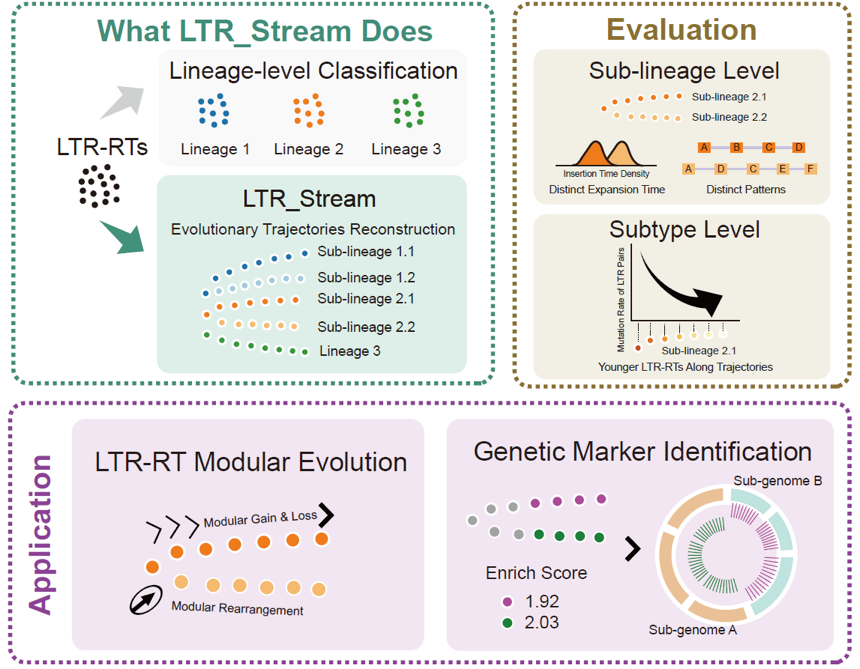 What LTR_Stream Does
LTR-RTs
Lineage-level Classification
Lineage 1
Lineage 2
Lineage 3
LTR_Stream
Evolutionary Trajectories Reconstruction
Sub-lineage 1.1
Sub-lineage 1.2
Sub-lineage 2.1
Sub-lineage 2.2
Lineage 3
Evaluation
Sub-lineage Level
Sub-lineage 2.1
Sub-lineage 2.2
Insertion Time Density
Distinct Expansion Time
A B C D
A D C E F
Distinct Patterns
Subtype Level
Mutation Rate of LTR Pairs
Sub-lineage 2.1
Younger LTR-RTs Along Trajectories
Application
LTR-RT Modular Evolution
Modular Gain & Loss
Modular Rearrangement
Genetic Marker Identification
Enrich Score
1.92
2.03
Sub-genome B
Sub-genome A